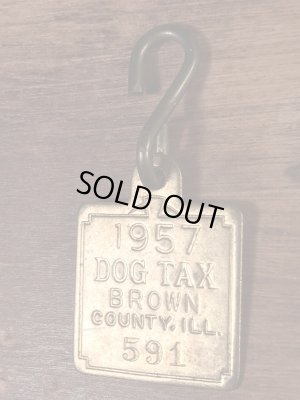 SOLD OUT
1957
DOG TAX
BROWN
COUNTY, ILL.
591